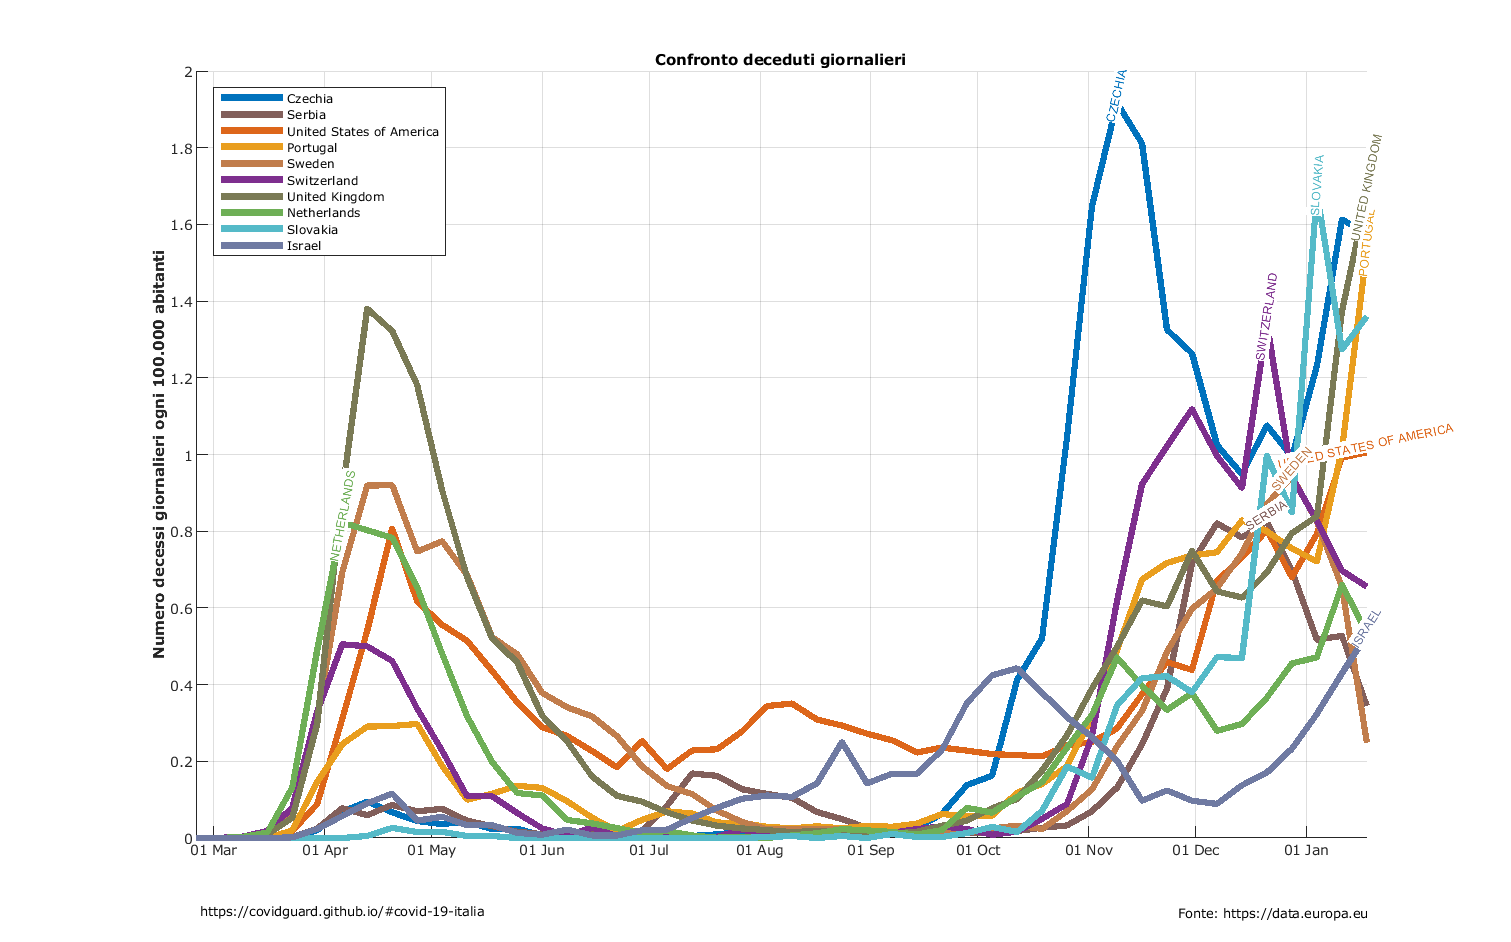 Confronto deceduti giornalieri
Numero decessi giornalieri ogni 100.000 abitanti
2
1.8
1.6
1.4
1.2
1
0.8
0.6
0.4
0.2
0
Czechia
Serbia
United States of America
Portugal
Sweden
Switzerland
United Kingdom
Netherlands
Slovakia
Israel
CZECHIA
UNITED KINGDOM
SLOVAKIA
PORTUGAL
SWITZERLAND
STATES OF AMERICA
SWEDEN
NETHERLANDS
SERBIA
ISRAEL
01 Mar 01 Apr 01 May 01 Jun 01 Jul 01 Aug 01 Sep 01 Oct 01 Nov 01 Dec 01 Jan
https://covidguard.github.io/#covid-19-italia
Fonte: https://data.europa.eu